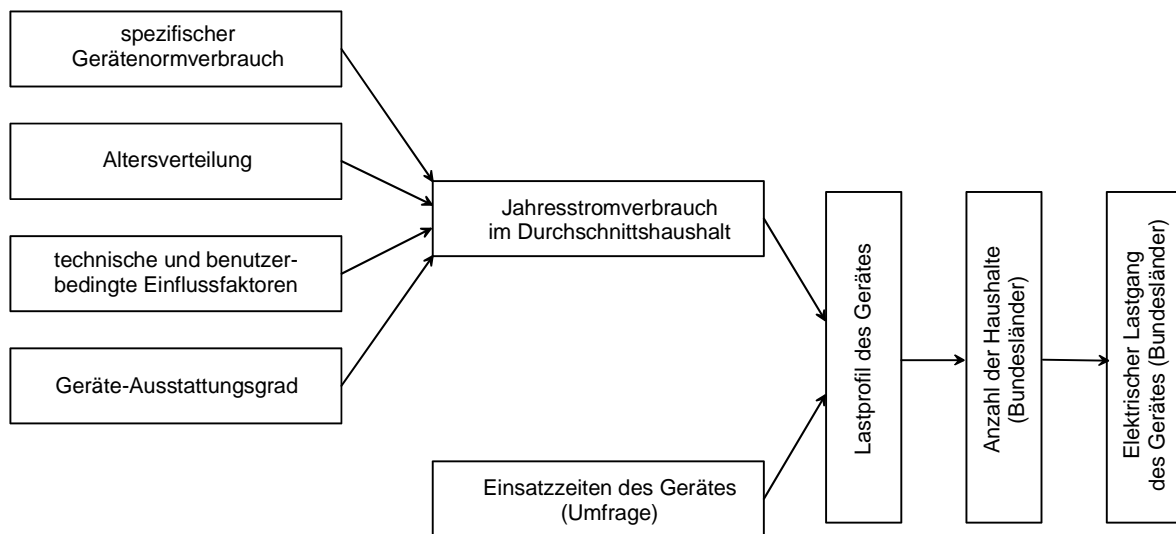 spezifischer
Gerätenormverbrauch
Altersverteilung
technische und benutzer-
bedingte Einflussfaktoren
Geräte-Ausstattungsgrad
Jahresstromverbrauch
im Durchschnittshaushalt
Einsatzzeiten des Gerätes
(Umfrage)
Lastprofil des Gerätes
Anzahl der Haushalte
(Bundesländer)
Elektrischer Lastgang
des Gerätes (Bundesländer)